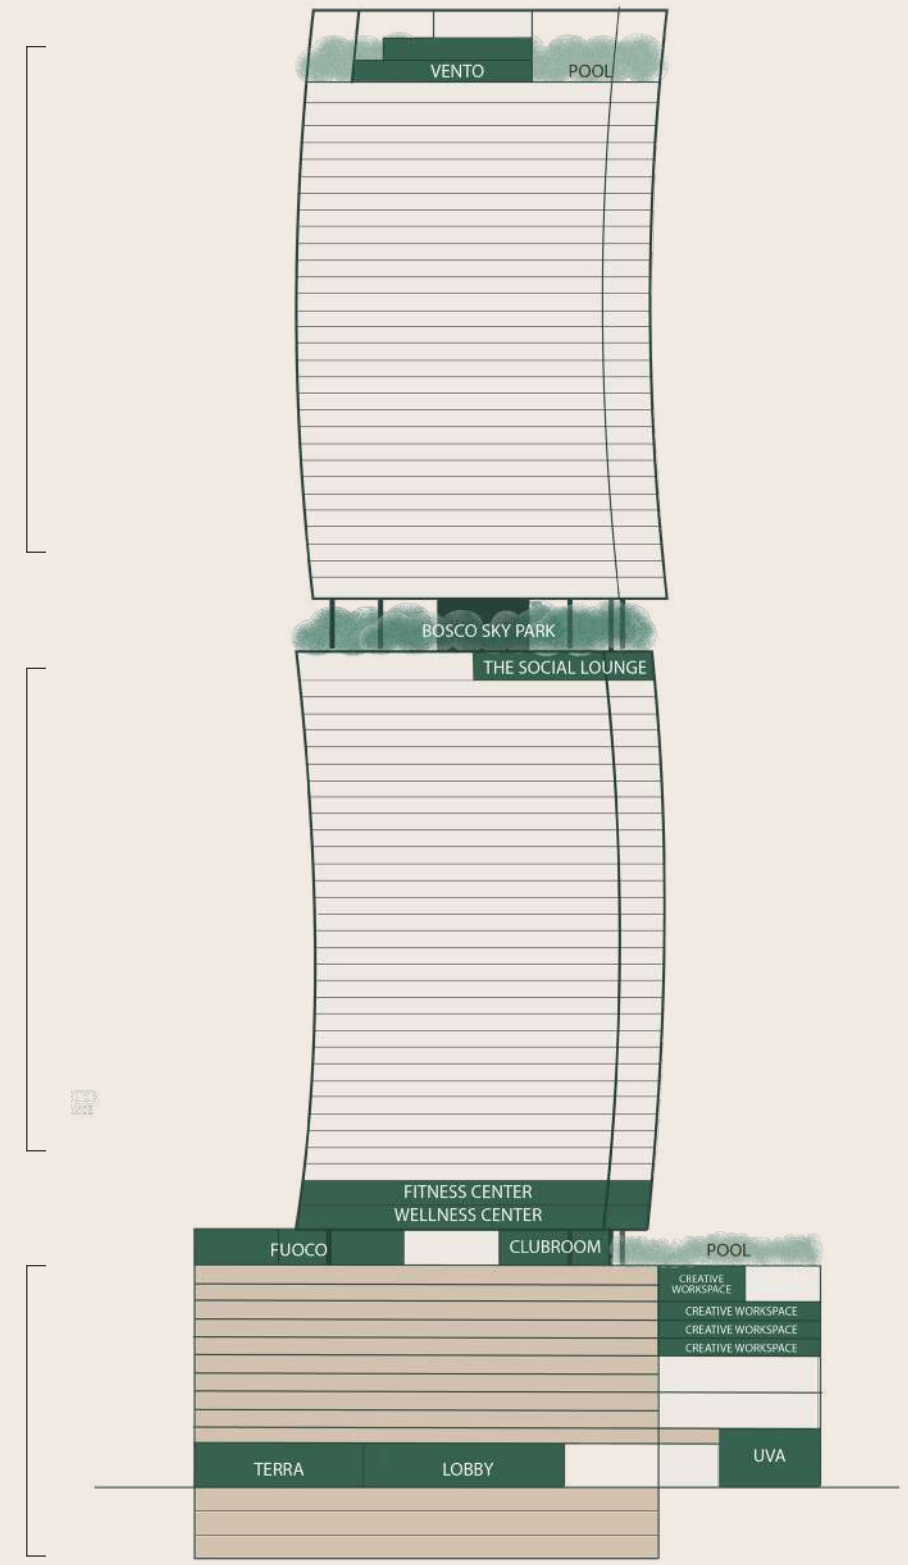 VENTO
POOL
BOSCO SKY PARK
THE SOCIAL LOUNGE
FITNESS CENTER
WELLNESS CENTER
FUOCO
CLUBROOM
POOL
CREATIVE
WORKSPACE
CREATIVE WORKSPACE
CREATIVE WORKSPACE
CREATIVE WORKSPACE
UVA
TERRA
LOBBY